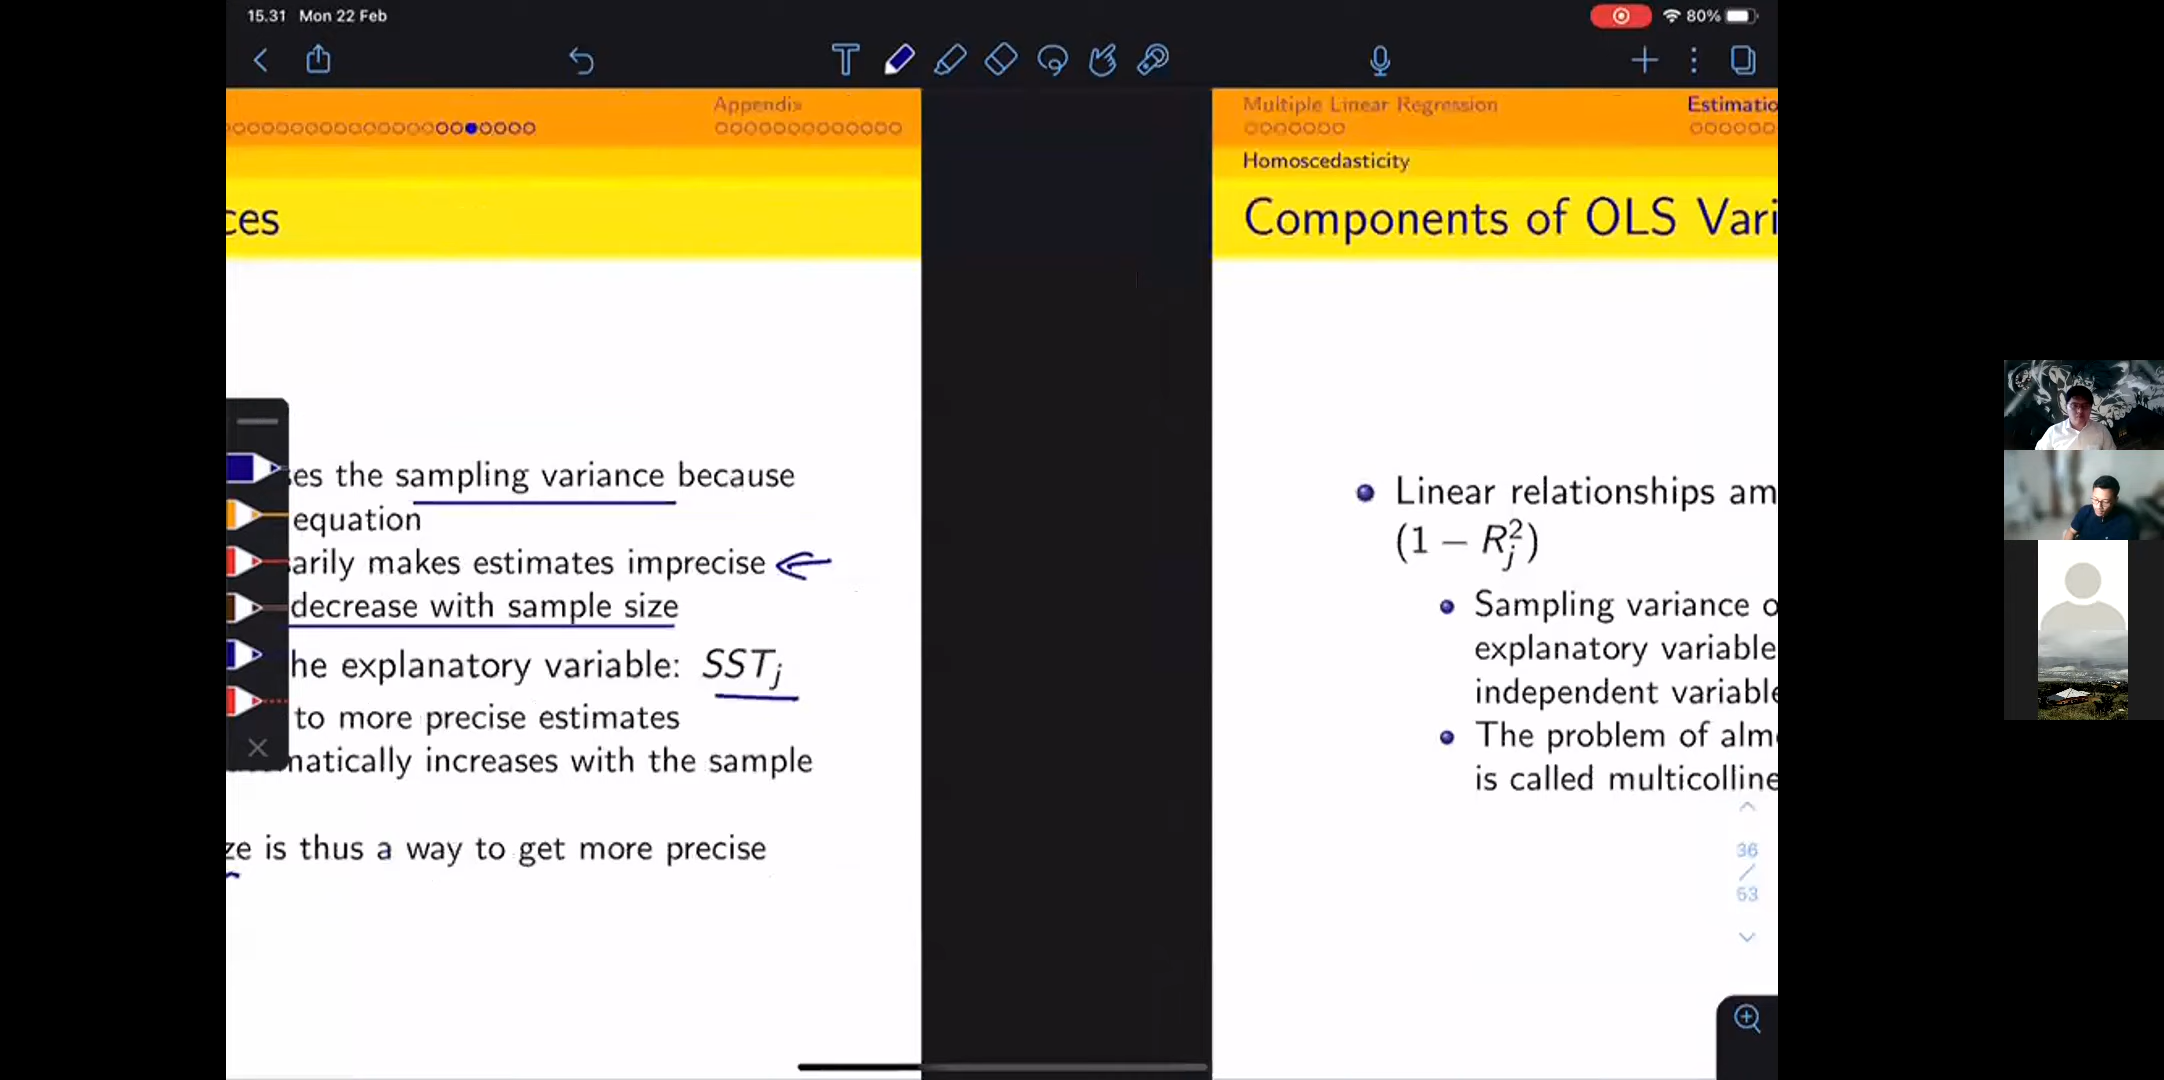 15.31 Mon 22 Feb
80%
Appendix
ces
es the sampling variance because
equation
arily makes estimates imprecise
decrease with sample size
he explanatory variable: SST_j
to more precise estimates
matically increases with the sample
ze is thus a way to get more precise
Multiple Linear Regression Estimatio
Homoscedasticity
Components of OLS Vari
Linear relationships am
(1 − R_j^2)
Sampling variance o
explanatory variable
independent variable
The problem of alm
is called multicolline
36
/
53